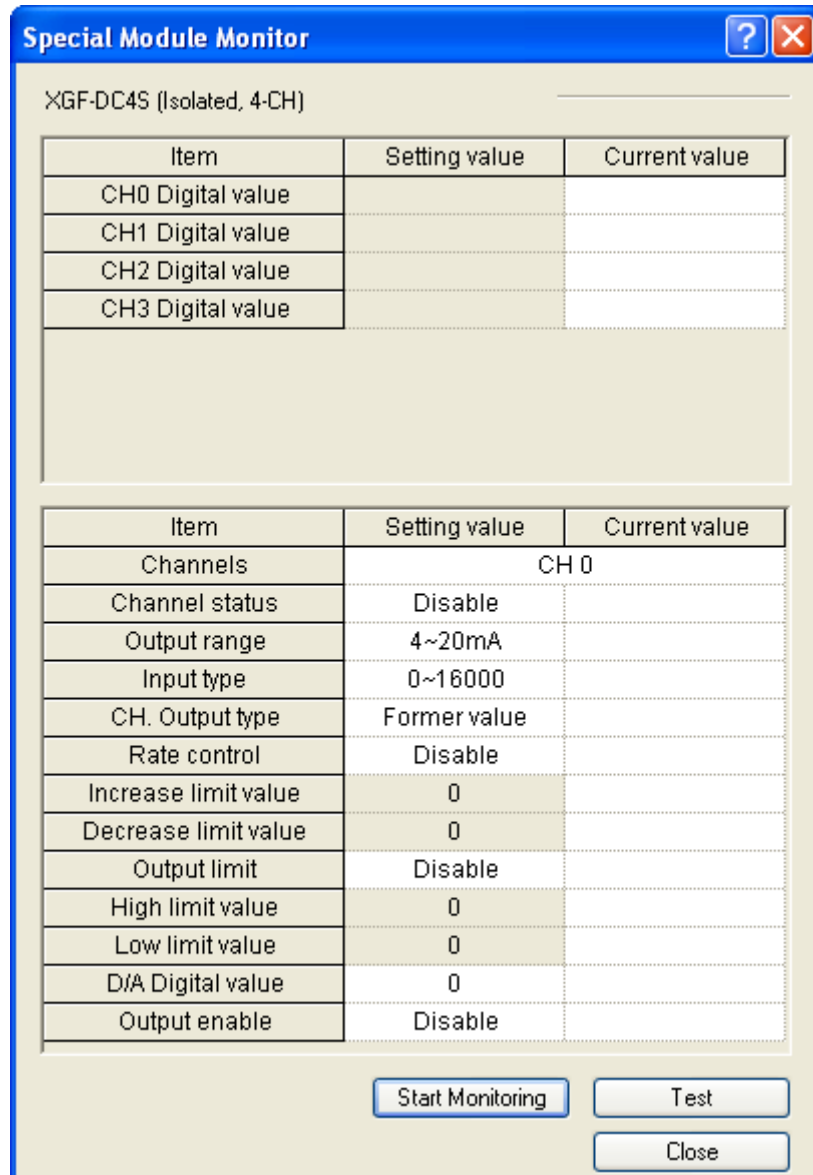 Special Module Monitor
?
XGF-DC4S (Isolated, 4-CH)
Item Setting value Current value
CH0 Digital value
CH1 Digital value
CH2 Digital value
CH3 Digital value
Item Setting value Current value
Channels CH 0
Channel status Disable
Output range 4~20mA
Input type 0~16000
CH. Output type Former value
Rate control Disable
Increase limit value 0
Decrease limit value 0
Output limit Disable
High limit value 0
Low limit value 0
D/A Digital value 0
Output enable Disable
Start Monitoring Test
Close